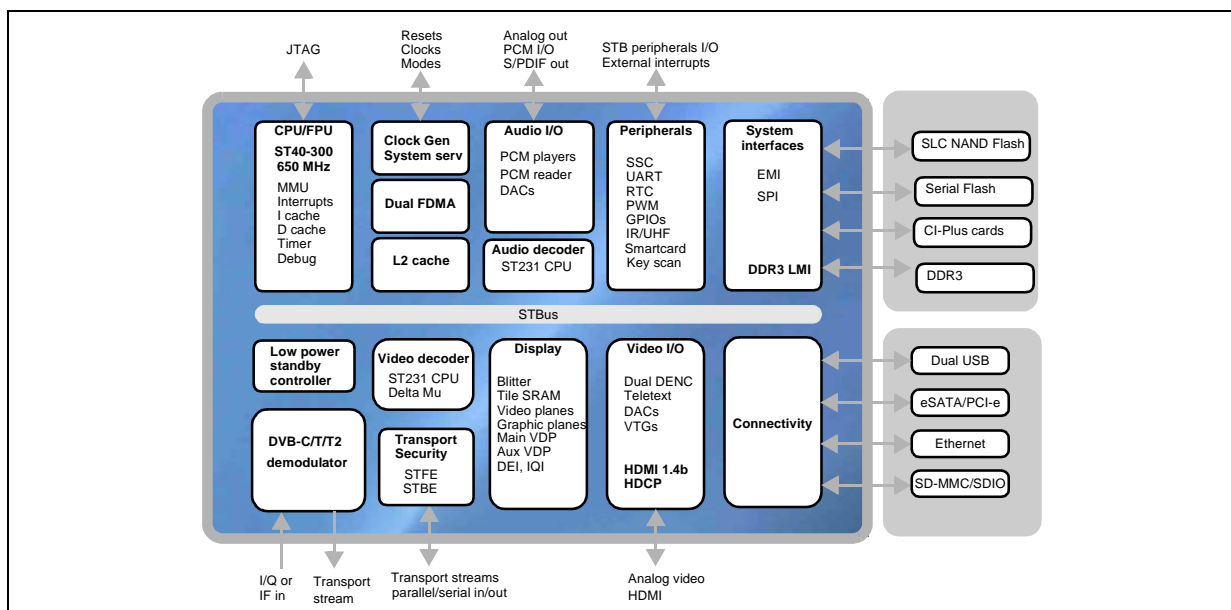 JTAG
Resets
Clocks
Modes
Analog out
PCM I/O
S/PDIF out
STB peripherals I/O
External interrupts
CPU/FPU
ST40-300
650 MHz
MMU
Interrupts
I cache
D cache
Timer
Debug
Clock Gen
System serv
Dual FDMA
L2 cache
Audio I/O
PCM players
PCM reader
DACs
Audio decoder
ST231 CPU
Peripherals
SSC
UART
RTC
PWM
GPIOs
IR/UHF
Smartcard
Key scan
System
interfaces
EMI
SPI
DDR3 LMI
SLC NAND Flash
Serial Flash
CI-Plus cards
DDR3
STBus
Low power
standby
controller
DVB-C/T/T2
demodulator
Video decoder
ST231 CPU
Delta Mu
Transport
Security
STFE
STBE
Display
Blitter
Tile SRAM
Video planes
Graphic planes
Main VDP
Aux VDP
DEI, IQI
Video I/O
Dual DENC
Teletext
DACs
VTGs
HDMI 1.4b
HDCP
Connectivity
Dual USB
eSATA/PCI-e
Ethernet
SD-MMC/SDIO
I/Q or
IF in
Transport
stream
Transport streams
parallel/serial in/out
Analog video
HDMI